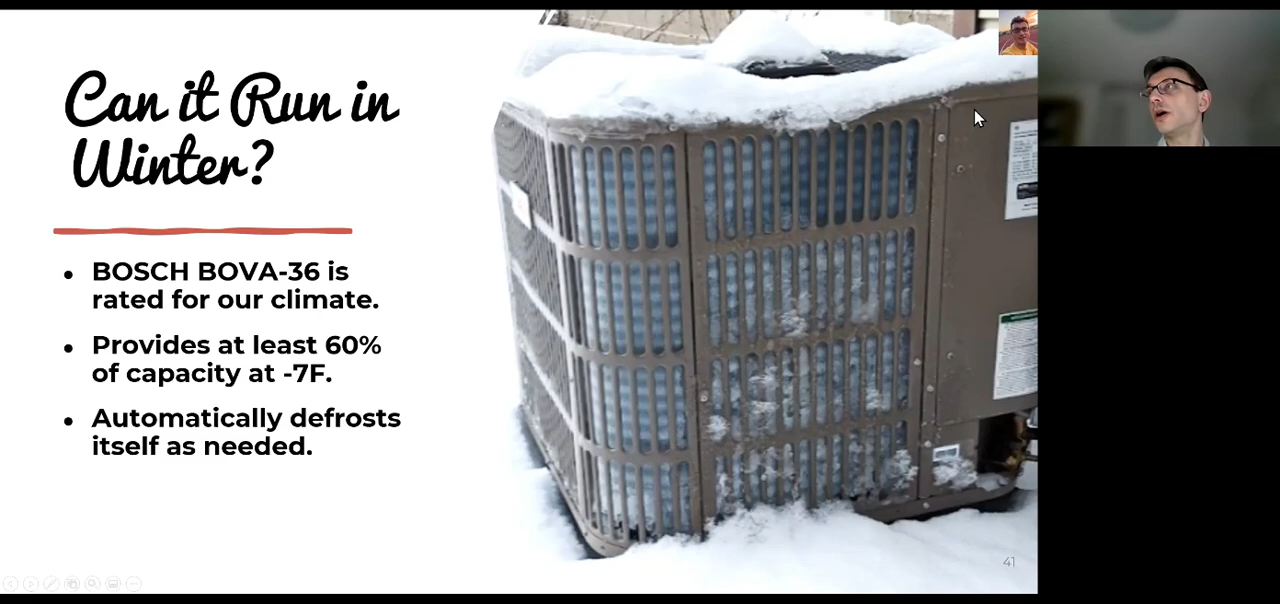 Can it Run in
Winter?
• BOSCH BOVA-36 is
rated for our climate.
• Provides at least 60%
of capacity at -7F.
• Automatically defrosts
itself as needed.
41